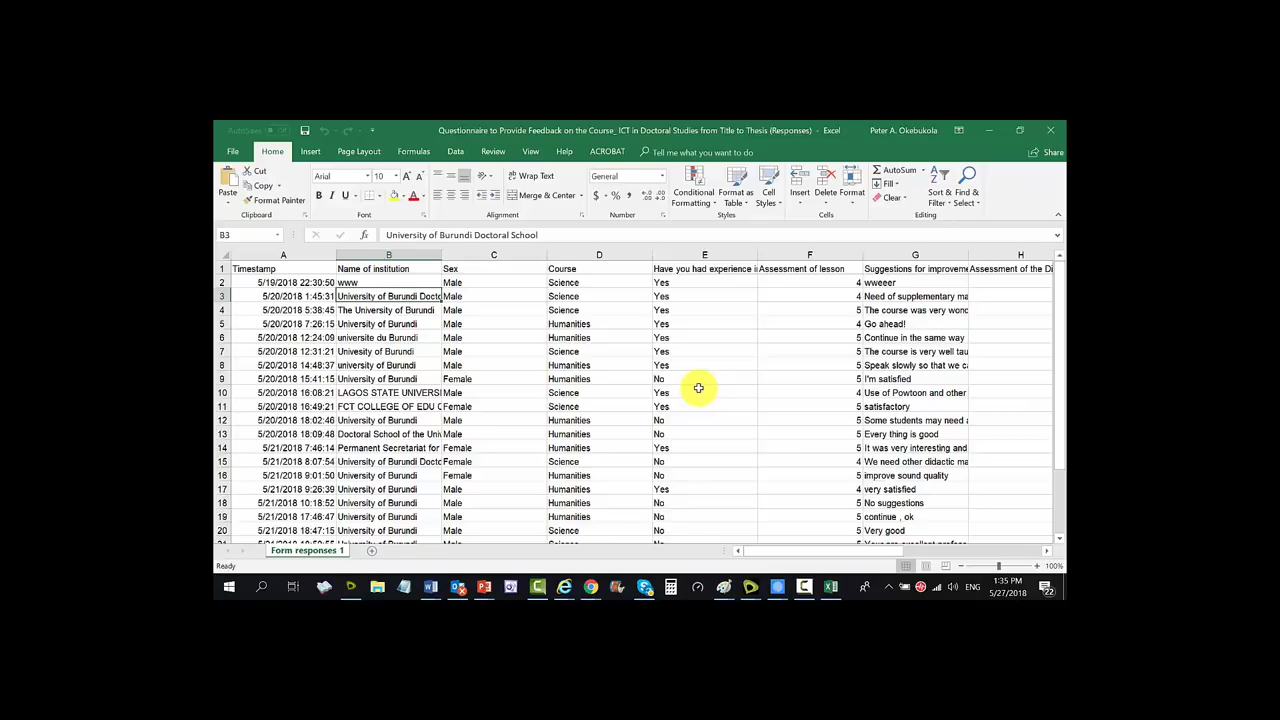 AutoSave Off Questionnaire to Provide Feedback on the Course_ ICT in Doctoral Studies from Title to Thesis (Responses) - Excel Peter A. Okebukola
File Home Insert Page Layout Formulas Data Review View Help ACROBAT Tell me what you want to do Share
Cut Arial 10 Wrap Text General AutoSum
Copy Fill
Paste Format Painter B I U Merge & Center $ % Conditional Formatting Format as Table Cell Styles Insert Delete Format Clear Sort & Filter Find & Select
Clipboard Font Alignment Number Styles Cells Editing
B3 fx University of Burundi Doctoral School
A B C D E F G H
1 Timestamp Name of institution Sex Course Have you had experience i Assessment of lesson Suggestions for improveme Assessment of the Di
2 5/19/2018 22:30:50 www Male Science Yes 4 wweeer
3 5/20/2018 1:45:31 University of Burundi Docto Male Science Yes 4 Need of supplementary ma
4 5/20/2018 5:38:45 The University of Burundi Male Science Yes 5 The course was very wond
5 5/20/2018 7:26:15 University of Burundi Male Humanities Yes 4 Go ahead!
6 5/20/2018 12:24:09 universite du Burundi Male Humanities Yes 5 Continue in the same way
7 5/20/2018 12:31:21 Univesity of Burundi Male Science Yes 5 The course is very well tau
8 5/20/2018 14:48:37 university of Burundi Male Humanities Yes 5 Speak slowly so that we ca
9 5/20/2018 15:41:15 University of Burundi Female Humanities No 5 I'm satisfied
10 5/20/2018 16:08:21 LAGOS STATE UNIVERSI Male Science Yes 4 Use of Powtoon and other
11 5/20/2018 16:49:21 FCT COLLEGE OF EDU C Female Science Yes 5 satisfactory
12 5/20/2018 18:02:46 University of Burundi Male Humanities No 5 Some students may need a
13 5/20/2018 18:09:48 Doctoral School of the Univ Male Humanities No 5 Every thing is good
14 5/21/2018 7:46:14 Permanent Secretariat for Female Humanities Yes 5 It was very interesting and
15 5/21/2018 8:07:54 University of Burundi Docto Female Science No 4 We need other didactic ma
16 5/21/2018 9:01:50 University of Burundi Female Humanities No 5 improve sound quality
17 5/21/2018 9:26:39 University of Burundi Male Humanities Yes 4 very satisfied
18 5/21/2018 10:18:52 University of Burundi Male Humanities No 5 No suggestions
19 5/21/2018 17:46:47 University of Burundi Male Humanities No 5 continue , ok
20 5/21/2018 18:47:15 University of Burundi Male Science No 5 Very good
Form responses 1
Ready 100%
ENG 1:35 PM
5/27/2018 22